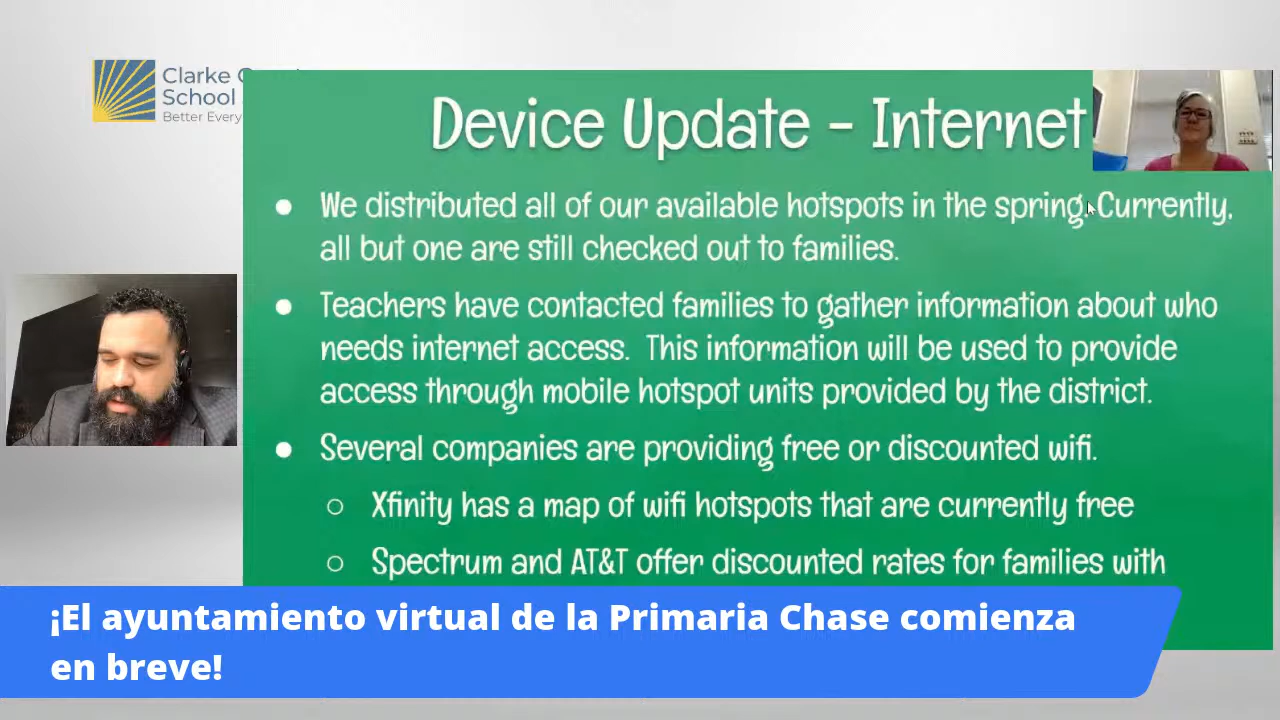 Clarke
School
Better Every
Device Update - Internet
● We distributed all of our available hotspots in the spring. Currently,
all but one are still checked out to families.
● Teachers have contacted families to gather information about who
needs internet access. This information will be used to provide
access through mobile hotspot units provided by the district.
● Several companies are providing free or discounted wifi.
○ Xfinity has a map of wifi hotspots that are currently free
○ Spectrum and AT&T offer discounted rates for families with
¡El ayuntamiento virtual de la Primaria Chase comienza
en breve!